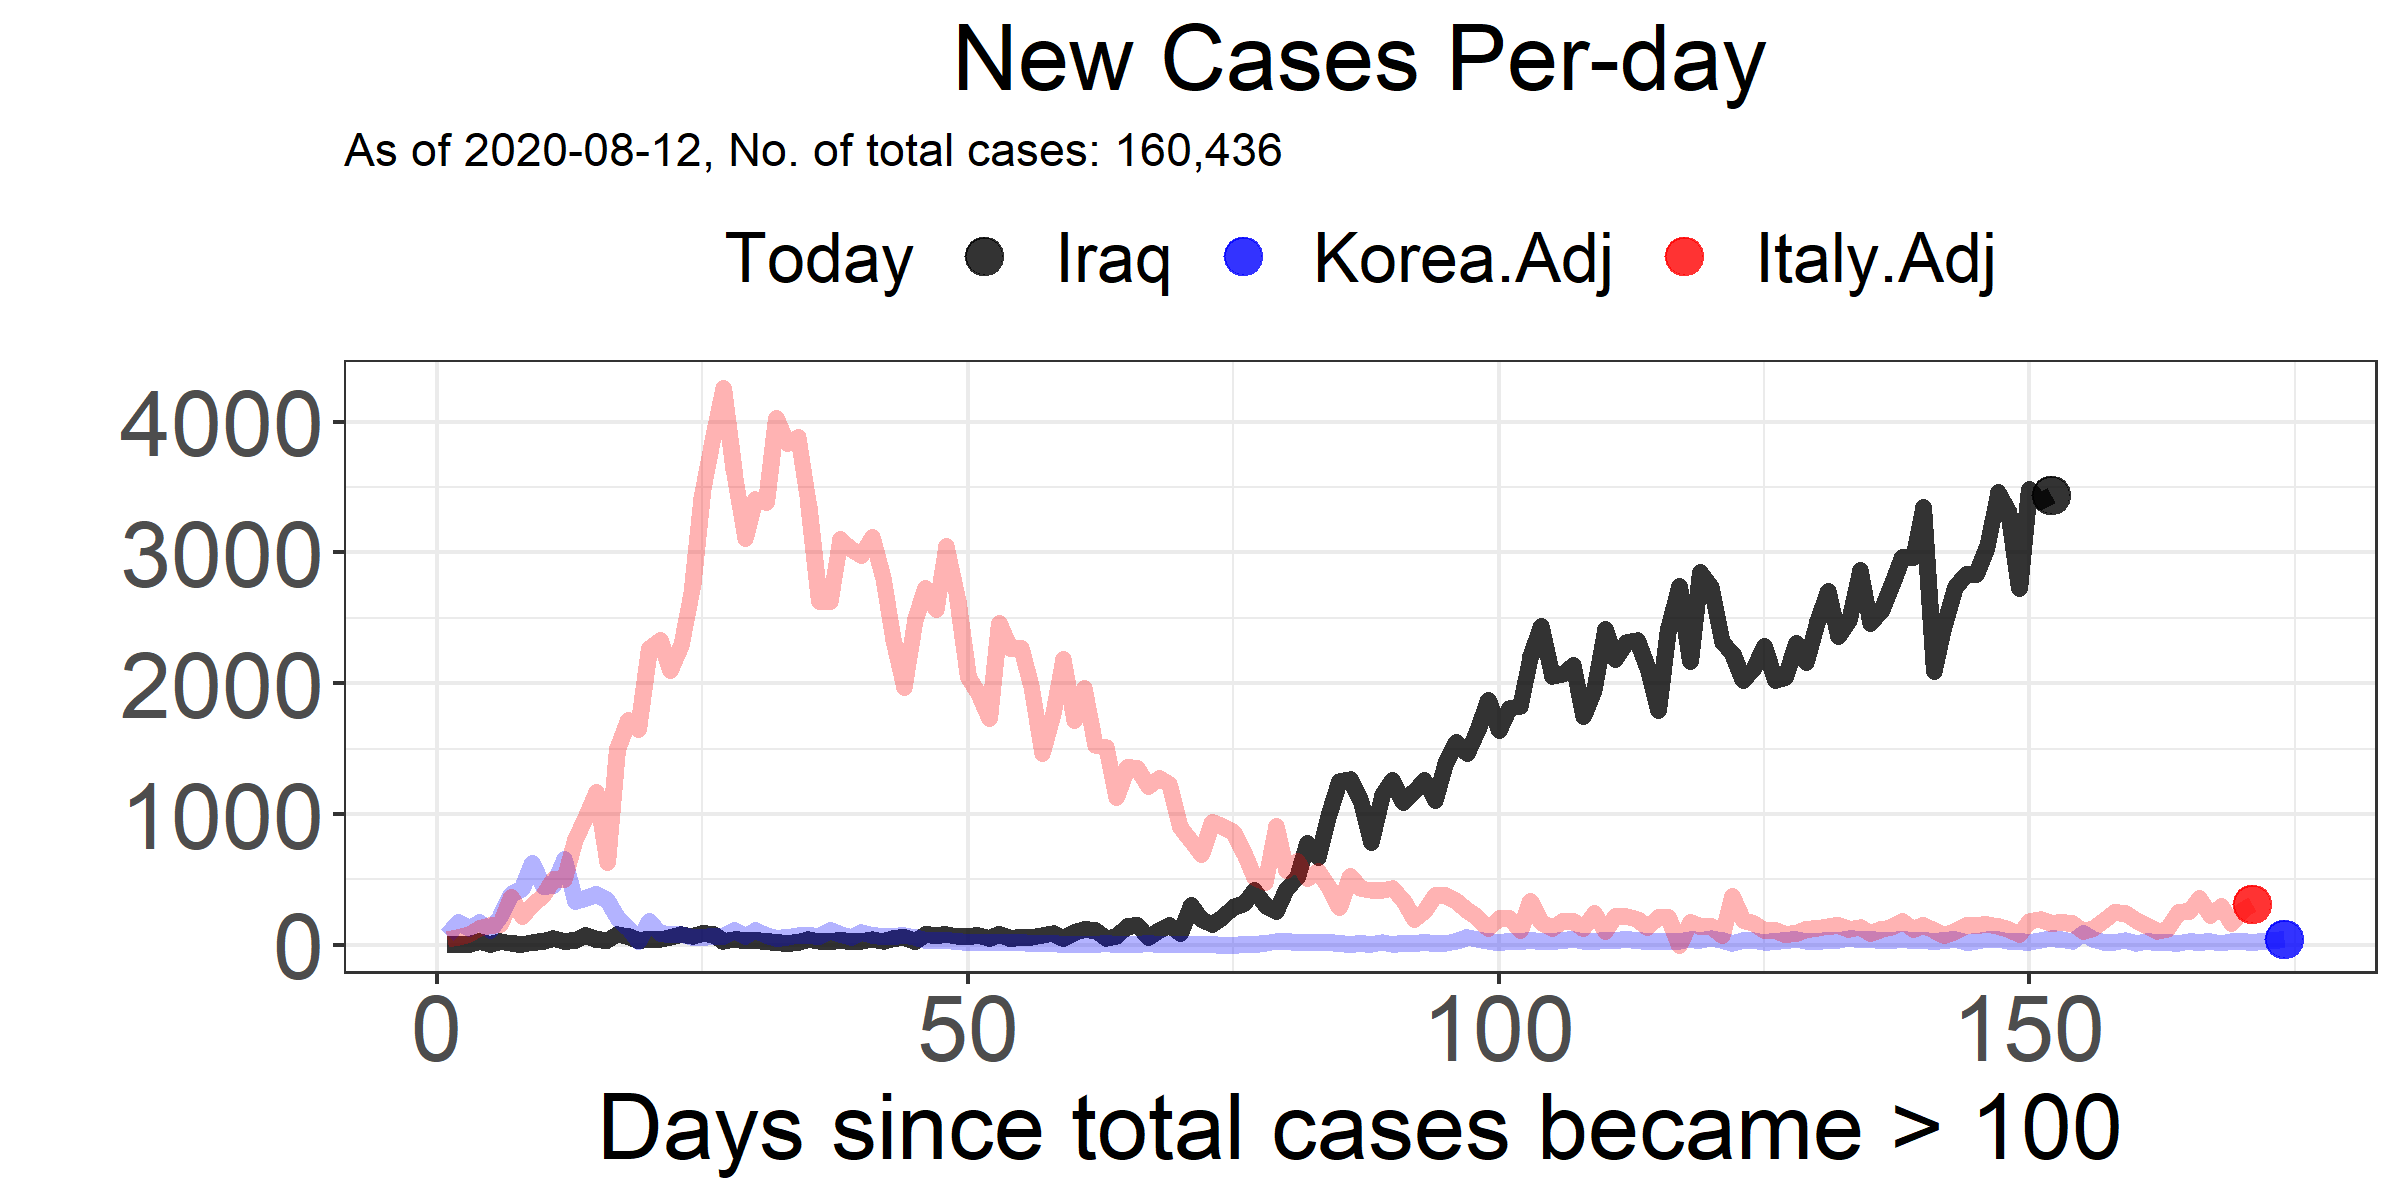 New Cases Per-day
As of 2020-08-12, No. of total cases: 160,436
Today Iraq Korea.Adj Italy.Adj
4000
3000
2000
1000
0
0 50 100 150
Days since total cases became > 100